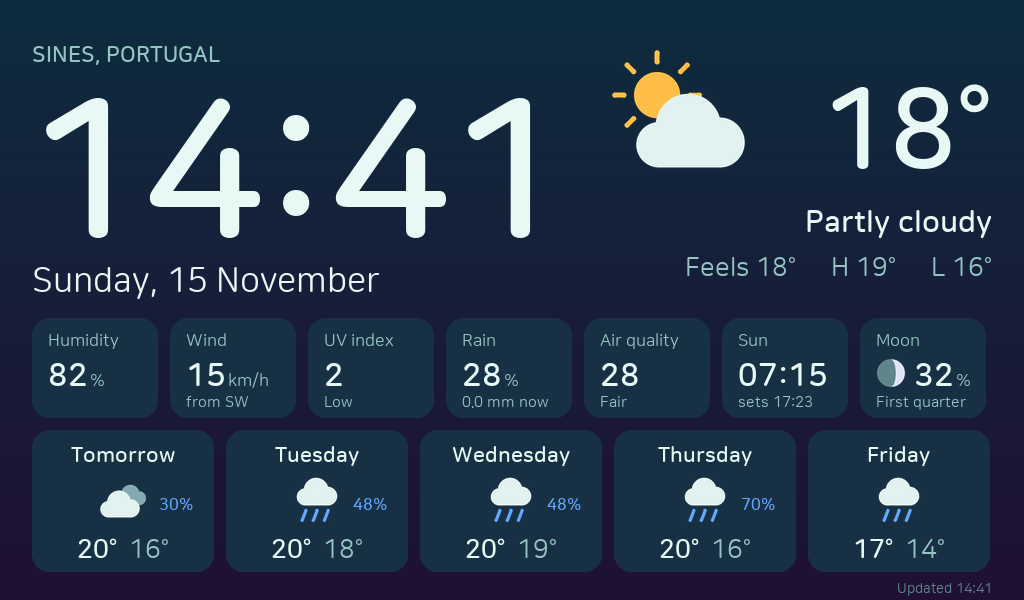 SINES, PORTUGAL
14:41
18°
Partly cloudy
Feels 18° H 19° L 16°
Sunday, 15 November
Humidity
82 %
Wind
15 km/h
from SW
UV index
2
Low
Rain
28 %
0.0 mm now
Air quality
28
Fair
Sun
07:15
sets 17:23
Moon
32 %
First quarter
Tomorrow
30%
20° 16°
Tuesday
48%
20° 18°
Wednesday
48%
20° 19°
Thursday
70%
20° 16°
Friday
17° 14°
Updated 14:41